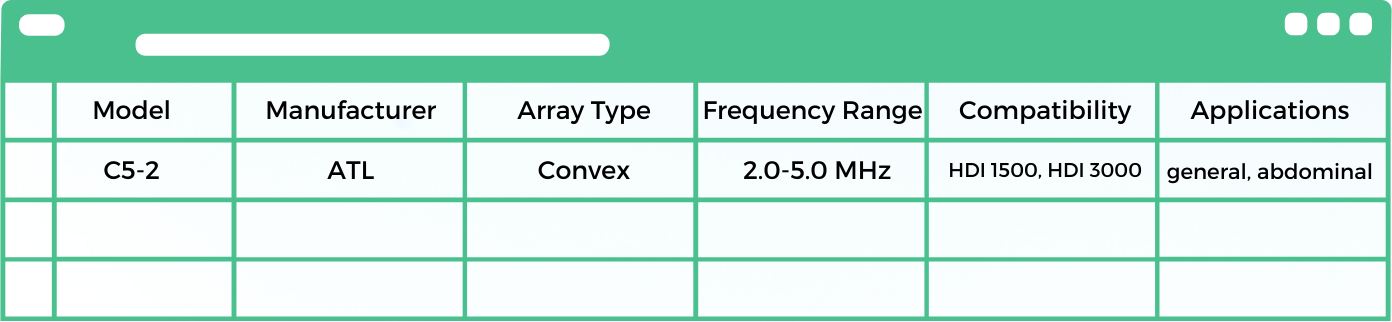 Model Manufacturer Array Type Frequency Range Compatibility Applications
C5-2 ATL Convex 2.0-5.0 MHz HDI 1500, HDI 3000 general, abdominal